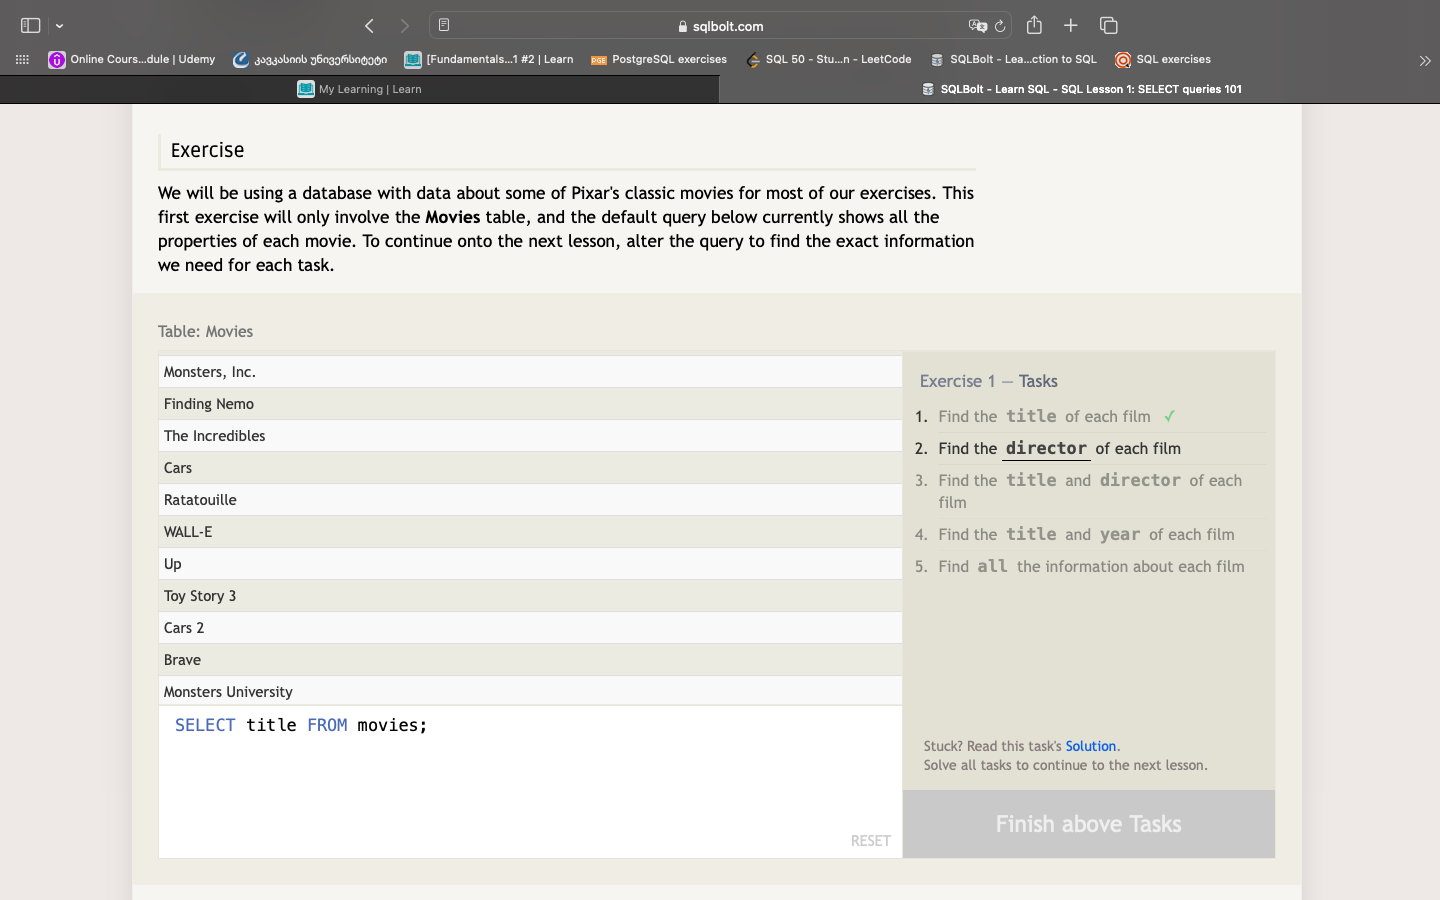 sqlbolt.com
Online Cours...dule | Udemy
კავკასიის უნივერსიტეტი
[Fundamentals...1 #2 | Learn
PGE PostgreSQL exercises
SQL 50 - Stu...n - LeetCode
SQLBolt - Lea...ction to SQL
SQL exercises
My Learning | Learn
SQLBolt - Learn SQL - SQL Lesson 1: SELECT queries 101
Exercise
We will be using a database with data about some of Pixar's classic movies for most of our exercises. This
first exercise will only involve the Movies table, and the default query below currently shows all the
properties of each movie. To continue onto the next lesson, alter the query to find the exact information
we need for each task.
Table: Movies
Monsters, Inc.
Finding Nemo
The Incredibles
Cars
Ratatouille
WALL-E
Up
Toy Story 3
Cars 2
Brave
Monsters University
SELECT title FROM movies;
RESET
Exercise 1 — Tasks
1. Find the title of each film ✓
2. Find the director of each film
3. Find the title and director of each
film
4. Find the title and year of each film
5. Find all the information about each film
Stuck? Read this task's Solution.
Solve all tasks to continue to the next lesson.
Finish above Tasks